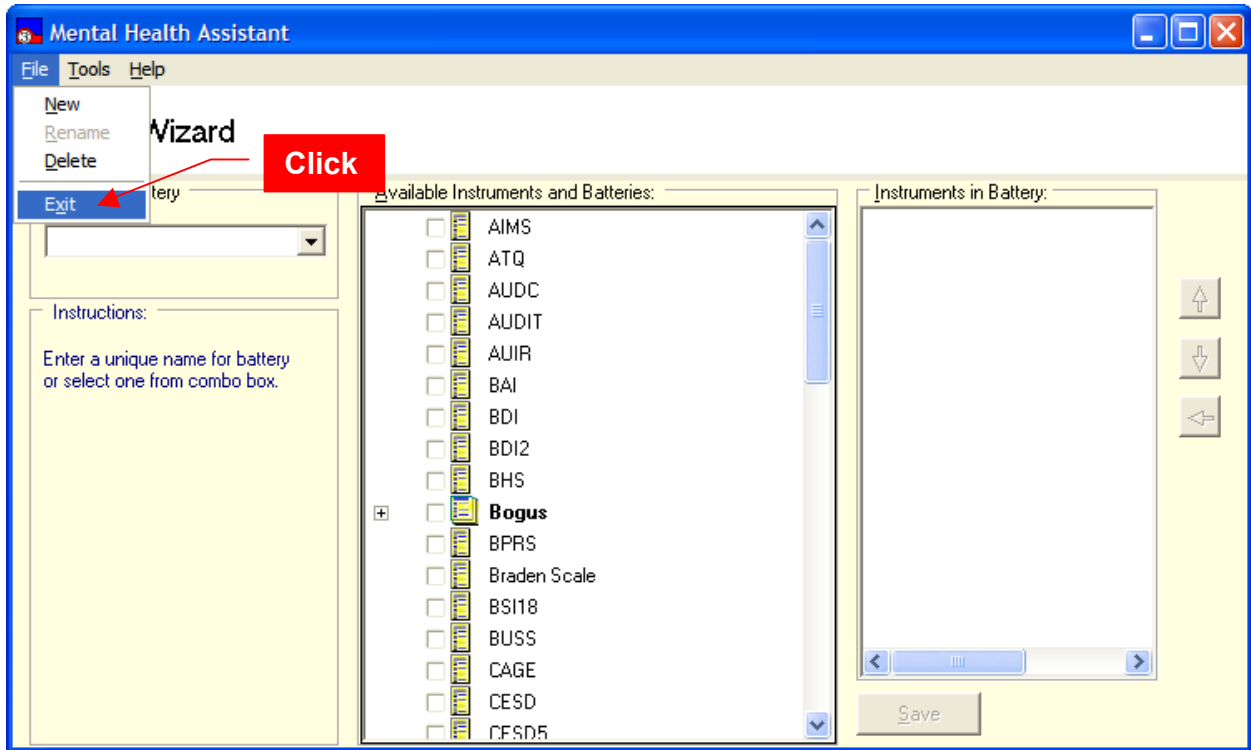 Mental Health Assistant
File Tools Help
New
Rename
Delete
Exit
Wizard
Click
tery
Available Instruments and Batteries:
Instruments in Battery:
AIMS
ATQ
AUDC
AUDIT
AUIR
BAI
BDI
BDI2
BHS
Bogus
BPRS
Braden Scale
BSI18
BUSS
CAGE
CESD
CESD5
Instructions:
Enter a unique name for battery
or select one from combo box.
Save